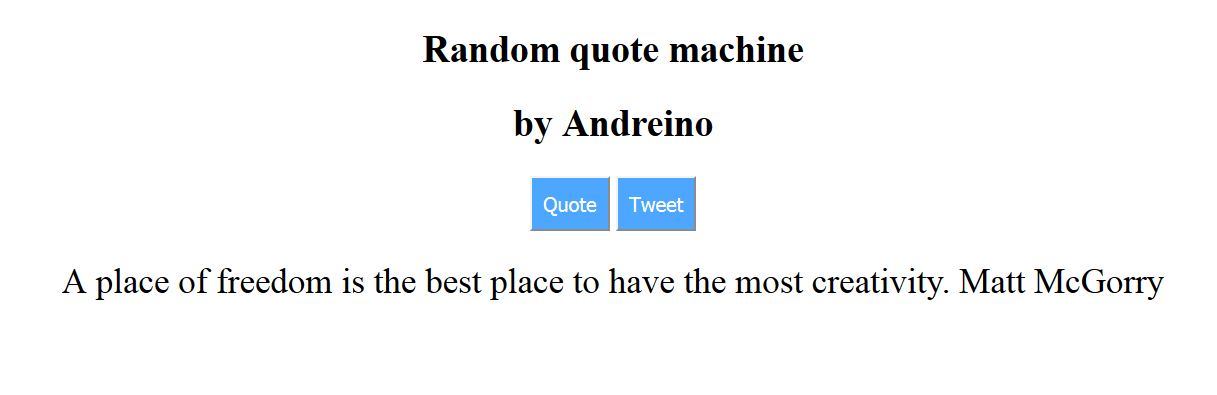 Random quote machine
by Andreino
Quote Tweet
A place of freedom is the best place to have the most creativity. Matt McGorry